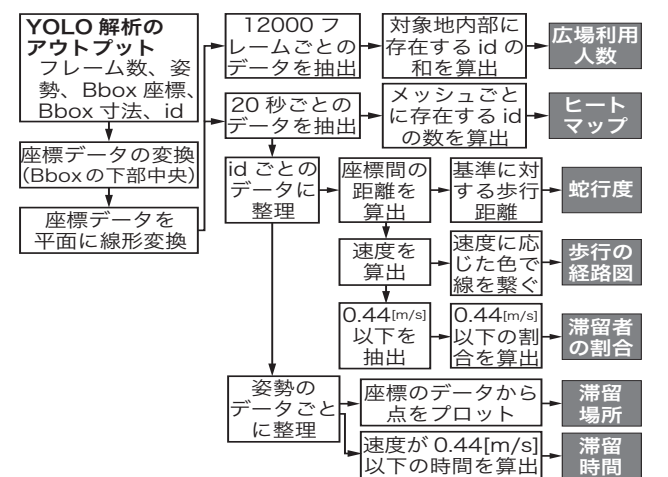 YOLO 解析の
アウトプット
フレーム数、姿
勢、Bbox 座標、
Bbox 寸法、id
座標データの変換
(Bboxの下部中央)
座標データを
平面に線形変換
12000 フ
レームごとの
データを抽出
対象地内部に
存在する id の
和を算出
広場利用
人数
20 秒ごとの
データを抽出
メッシュごと
に存在する id
の数を算出
ヒート
マップ
id ごとの
データに
整理
座標間の
距離を
算出
基準に対
する歩行
距離
蛇行度
速度を
算出
速度に応
じた色で
線を繋ぐ
歩行の
経路図
0.44[m/s]
以下を
抽出
0.44[m/s]
以下の割
合を算出
滞留者
の割合
姿勢の
データごと
に整理
座標のデータから
点をプロット
滞留
場所
速度が 0.44[m/s]
以下の時間を算出
滞留
時間